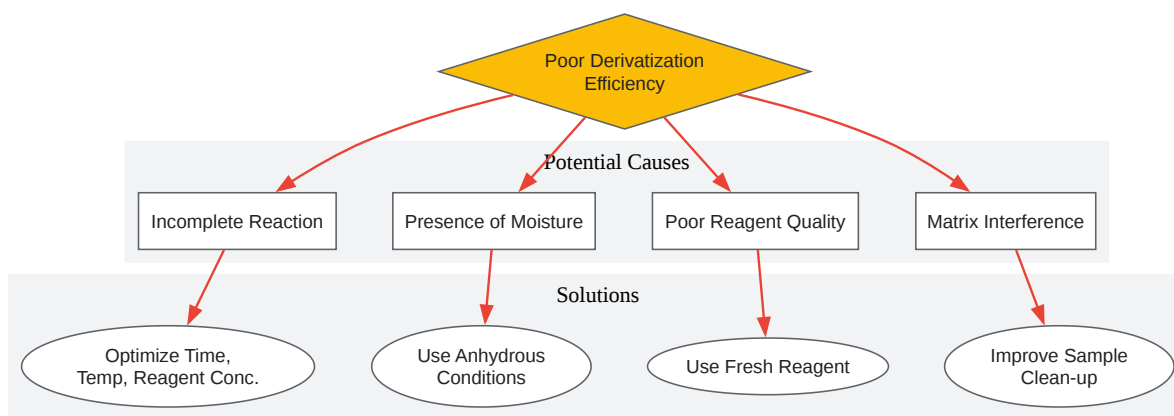 Poor Derivatization
Efficiency
Potential Causes
Incomplete Reaction
Presence of Moisture
Poor Reagent Quality
Matrix Interference
Solutions
Optimize Time,
Temp, Reagent Conc.
Use Anhydrous
Conditions
Use Fresh Reagent
Improve Sample
Clean-up